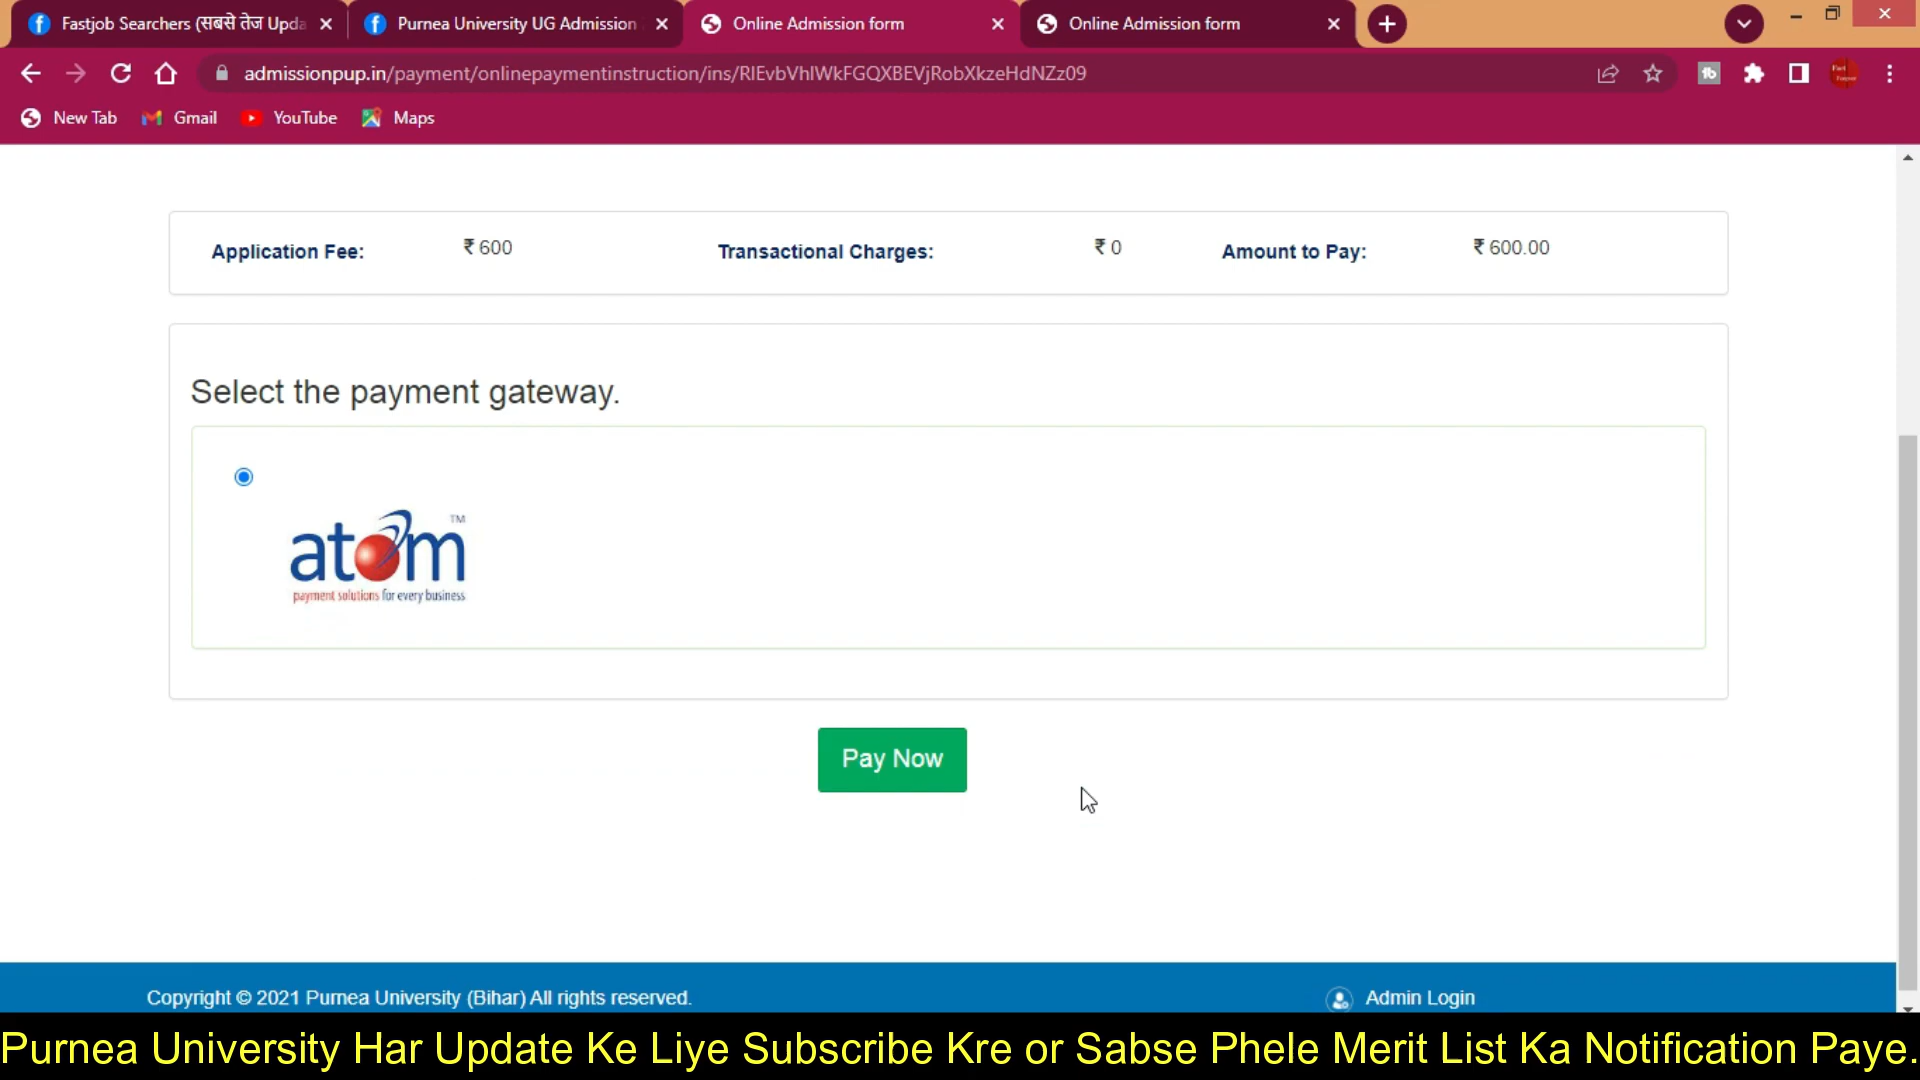 Fastjob Searchers (सबसे तेज Upda
Purnea University UG Admission
Online Admission form
Online Admission form
admissionpup.in/payment/onlinepaymentinstruction/ins/RlEvbVhlWkFGQXBEVjRobXkzeHdNZz09
New Tab
Gmail
YouTube
Maps
Application Fee: ₹ 600 Transactional Charges: ₹ 0 Amount to Pay: ₹ 600.00
Select the payment gateway.
atom TM
payment solutions for every business
Pay Now
Copyright © 2021 Purnea University (Bihar) All rights reserved.
Admin Login
Purnea University Har Update Ke Liye Subscribe Kre or Sabse Phele Merit List Ka Notification Paye.